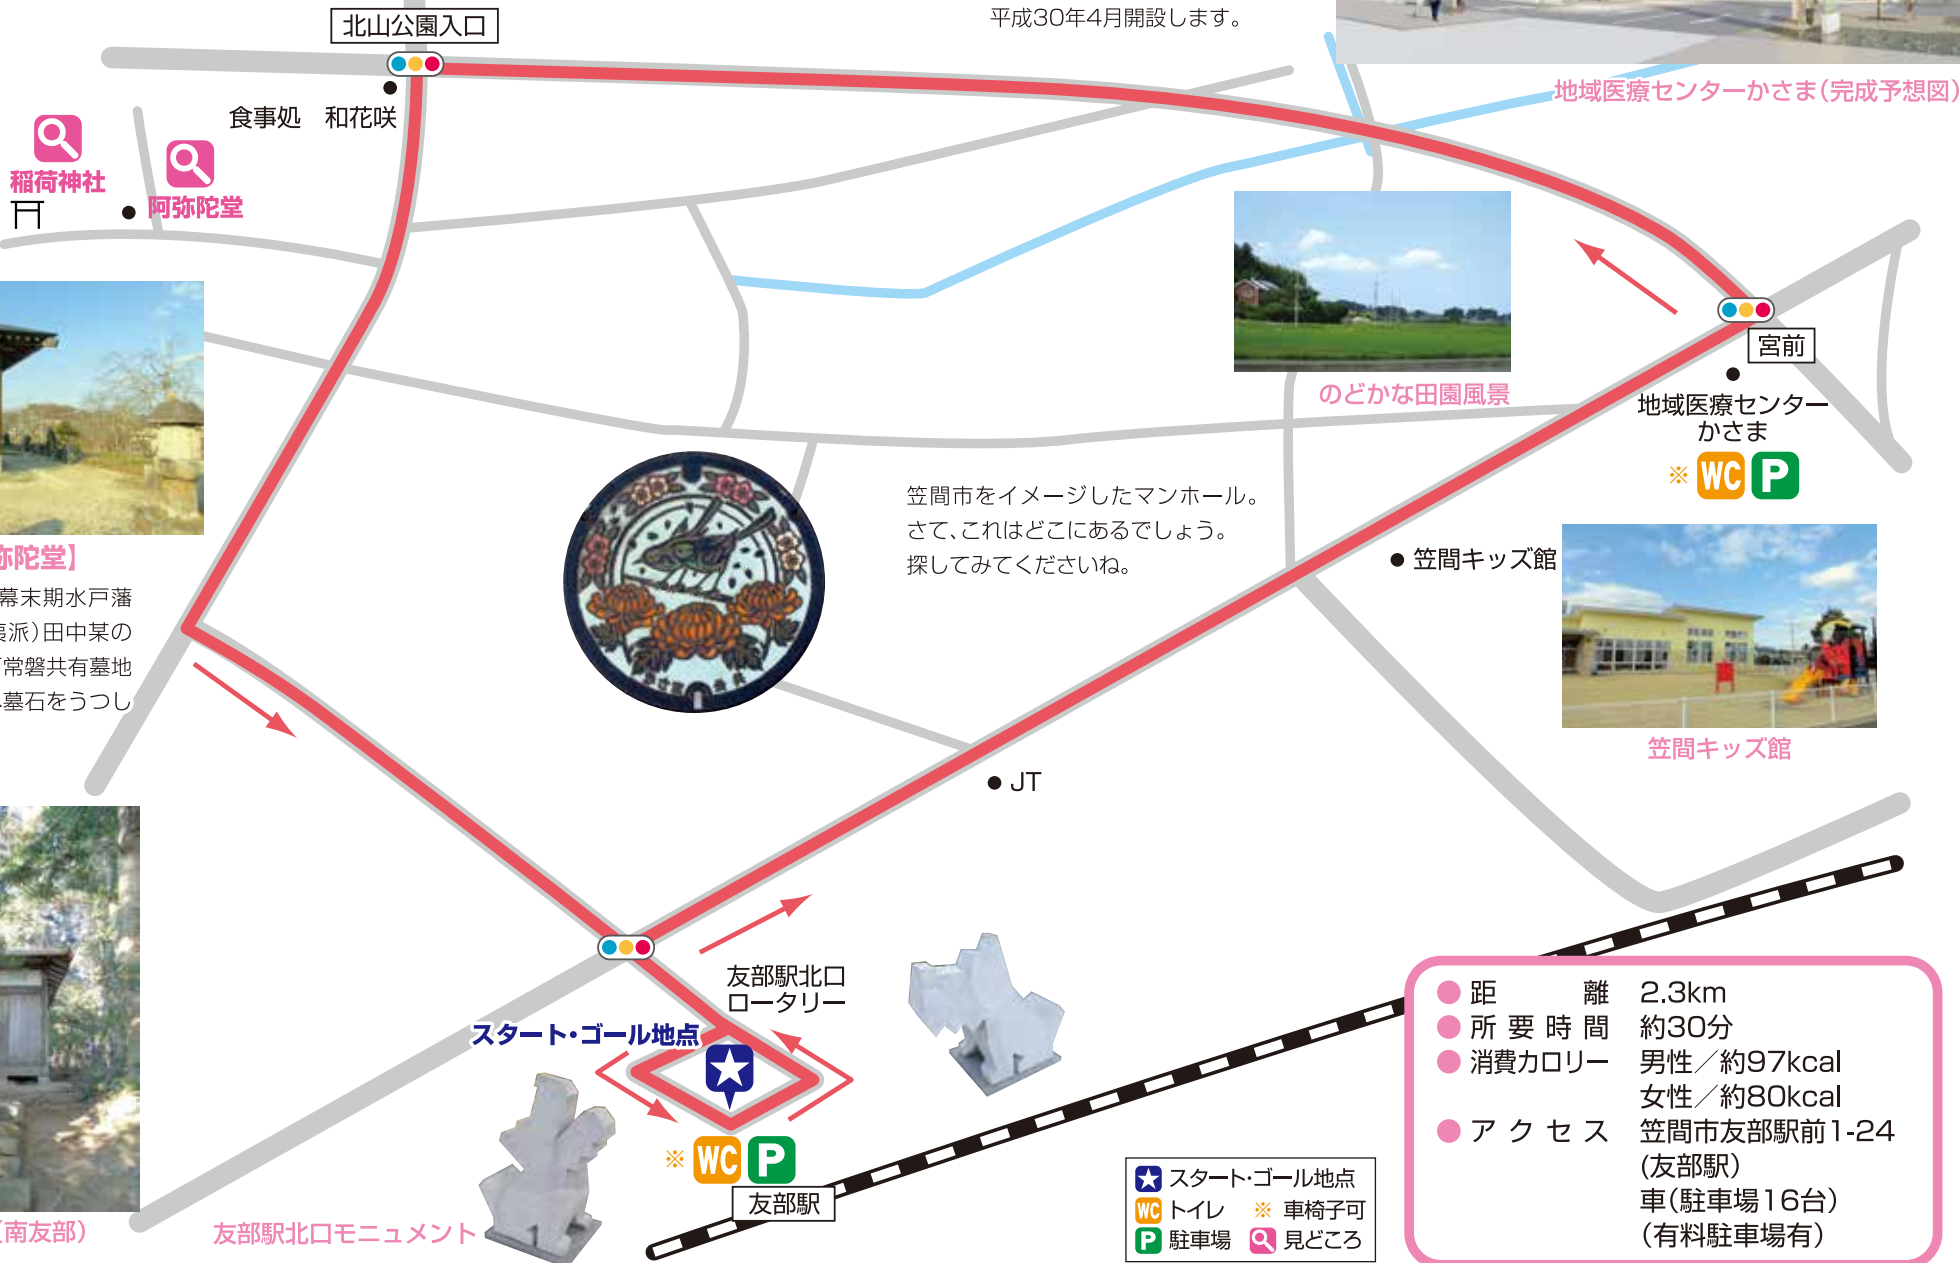 平成30年4月開設します。
北山公園入口
地域医療センターかさま(完成予想図)
食事処　和花咲
稲荷神社
阿弥陀堂
のどかな田園風景
宮前
地域医療センター
かさま
※ WC P
笠間市をイメージしたマンホール。
さて、これはどこにあるでしょう。
探してみてくださいね。
弥陀堂】
幕末期水戸藩
派)田中某の
常磐共有墓地
墓石をうつし
笠間キッズ館
笠間キッズ館
JT
友部駅北口
ロータリー
スタート・ゴール地点
※ WC P
友部駅
(南友部)
友部駅北口モニュメント
スタート・ゴール地点
WC トイレ ※ 車椅子可
P 駐車場 見どころ
距離 2.3km
所要時間 約30分
消費カロリー 男性/約97kcal
女性/約80kcal
アクセス 笠間市友部駅前1-24
(友部駅)
車(駐車場16台)
(有料駐車場有)